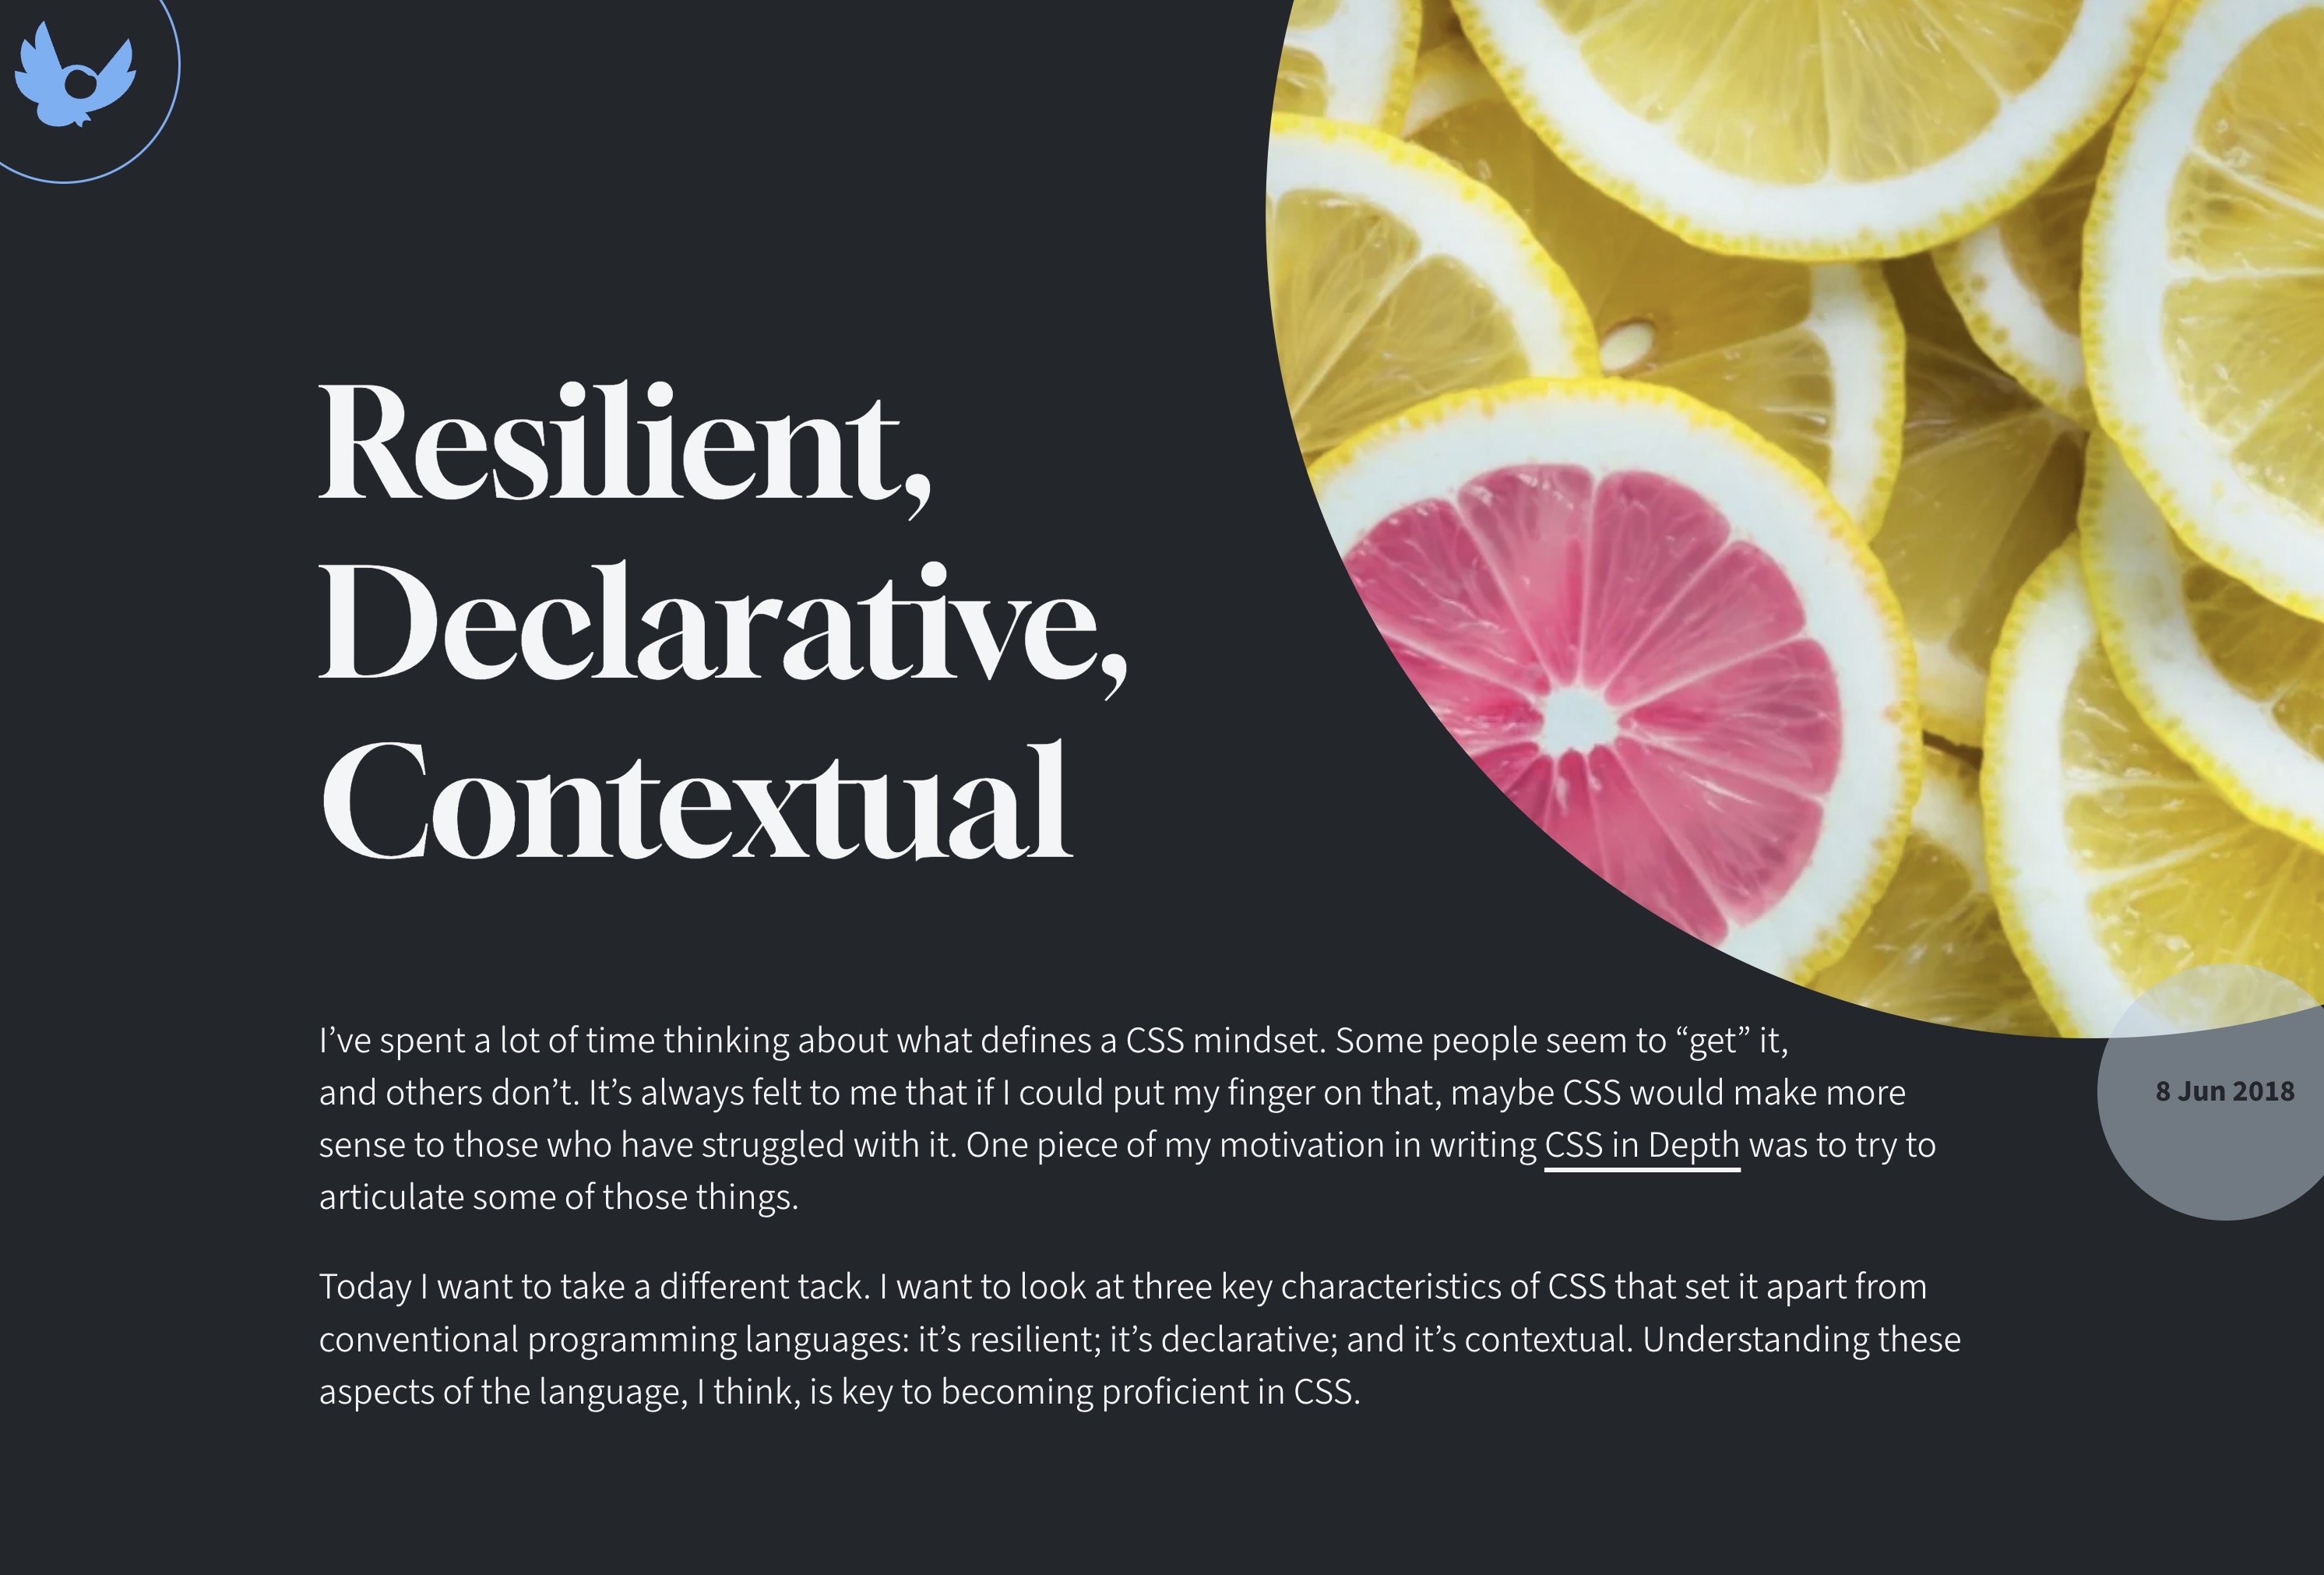 Resilient,
Declarative,
Contextual
I’ve spent a lot of time thinking about what defines a CSS mindset. Some people seem to “get” it,
and others don’t. It’s always felt to me that if I could put my finger on that, maybe CSS would make more
sense to those who have struggled with it. One piece of my motivation in writing CSS in Depth was to try to
articulate some of those things.
8 Jun 2018
Today I want to take a different tack. I want to look at three key characteristics of CSS that set it apart from
conventional programming languages: it’s resilient; it’s declarative; and it’s contextual. Understanding these
aspects of the language, I think, is key to becoming proficient in CSS.